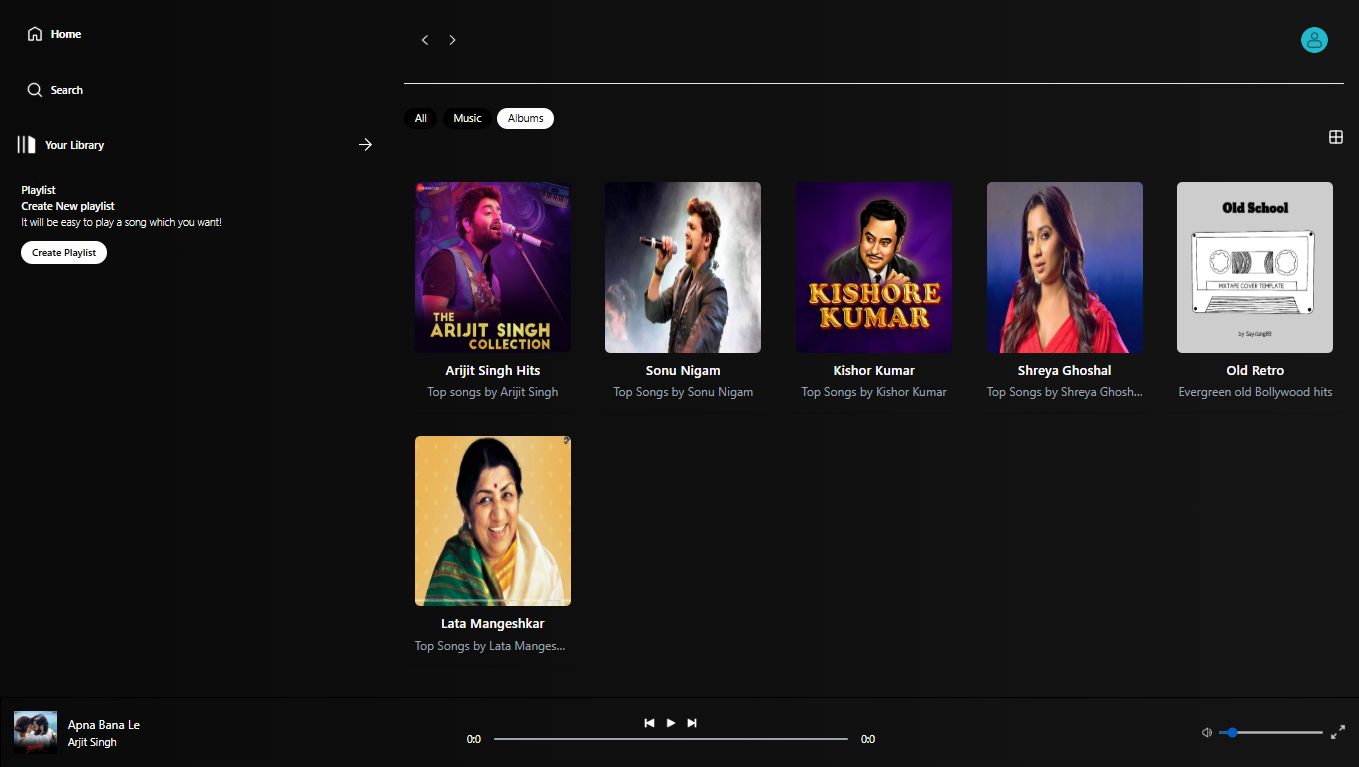 Home
Search
Your Library
Playlist
Create New playlist
It will be easy to play a song which you want!
Create Playlist
All Music Albums
THE
ARIJIT SINGH
COLLECTION
Arijit Singh Hits
Top songs by Arijit Singh
Sonu Nigam
Top Songs by Sonu Nigam
KISHORE
KUMAR
Kishor Kumar
Top Songs by Kishor Kumar
Shreya Ghoshal
Top Songs by Shreya Ghosh...
Old School
MIXTAPE COVER TEMPLATE
Old Retro
Evergreen old Bollywood hits
Lata Mangeshkar
Top Songs by Lata Manges...
Apna Bana Le
Arjit Singh
0:0
0:0